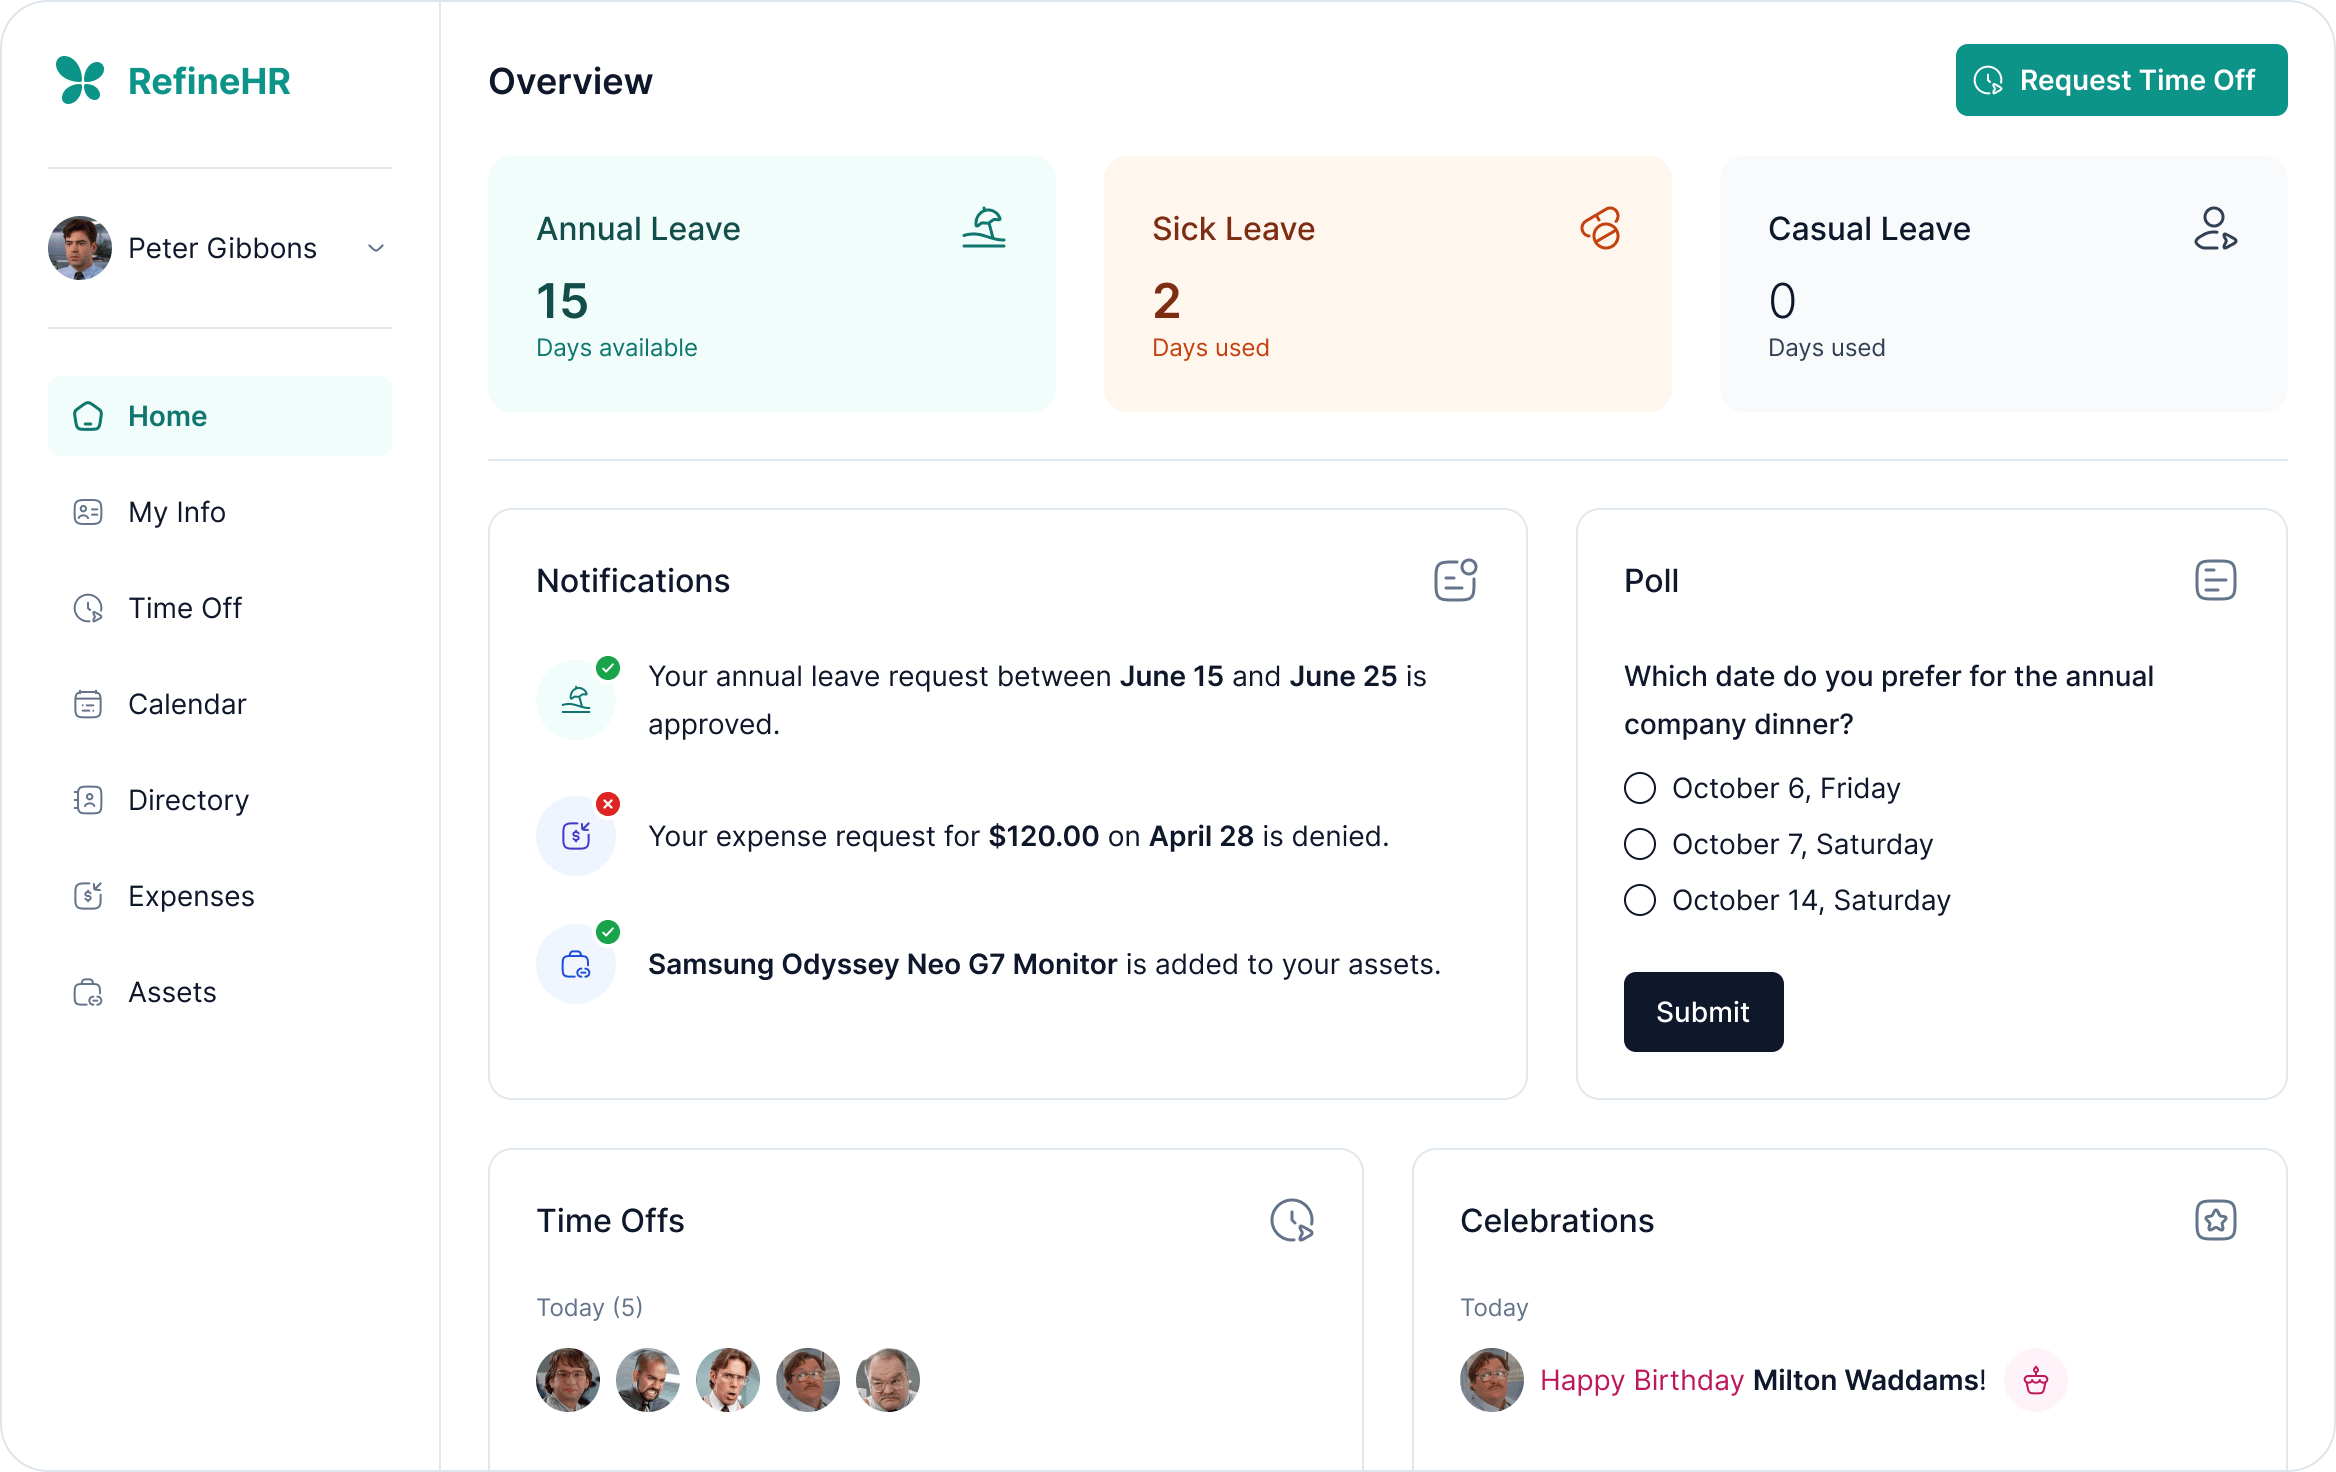 RefineHR
Peter Gibbons
Home
My Info
Time Off
Calendar
Directory
Expenses
Assets
Overview
Request Time Off
Annual Leave
15
Days available
Sick Leave
2
Days used
Casual Leave
0
Days used
Notifications
Your annual leave request between June 15 and June 25 is
approved.
Your expense request for $120.00 on April 28 is denied.
Samsung Odyssey Neo G7 Monitor is added to your assets.
Poll
Which date do you prefer for the annual
company dinner?
October 6, Friday
October 7, Saturday
October 14, Saturday
Submit
Time Offs
Today (5)
Celebrations
Today
Happy Birthday Milton Waddams!